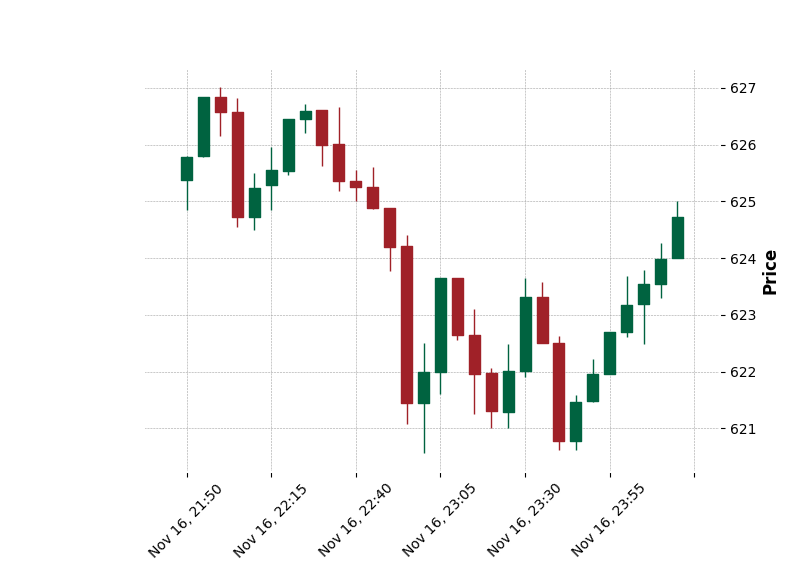 627
626
625
624
623
622
621
Price
Nov 16, 21:50
Nov 16, 22:15
Nov 16, 22:40
Nov 16, 23:05
Nov 16, 23:30
Nov 16, 23:55